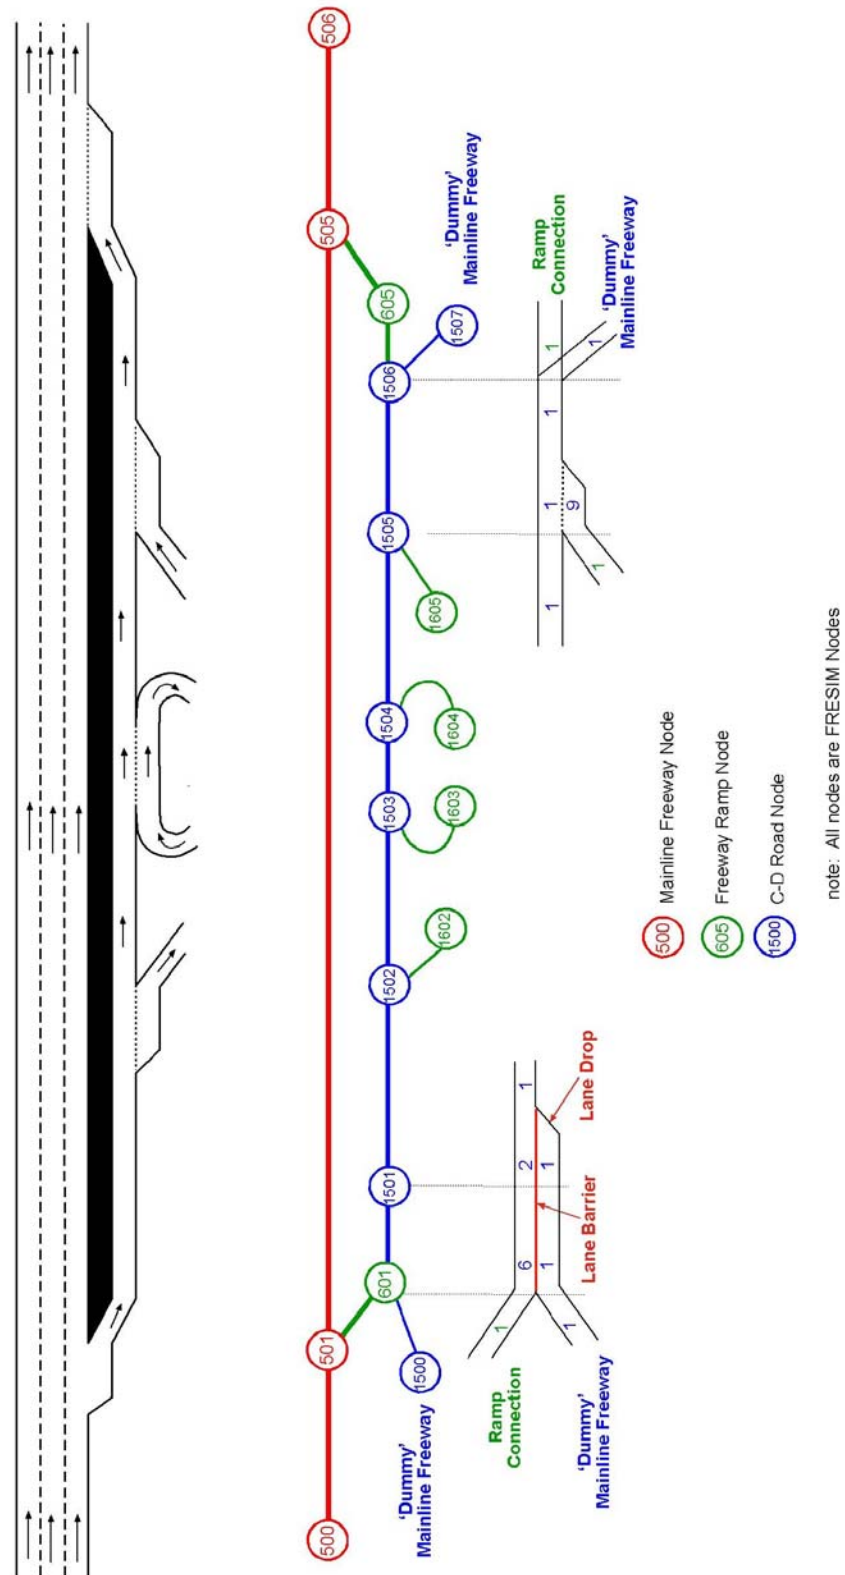 500
501
505
506
601
605
1500
1501
1502
1503
1504
1505
1506
1507
1602
1603
1604
1605
'Dummy'
Mainline Freeway
'Dummy'
Mainline Freeway
Ramp
Connection
1
6
2
1
1
1
1
Lane Barrier
Lane Drop
'Dummy'
Mainline Freeway
Ramp
Connection
1
1
1
1
9
1
1
'Dummy'
Mainline Freeway
500 Mainline Freeway Node
605 Freeway Ramp Node
1500 C-D Road Node
note: All nodes are FRESIM Nodes